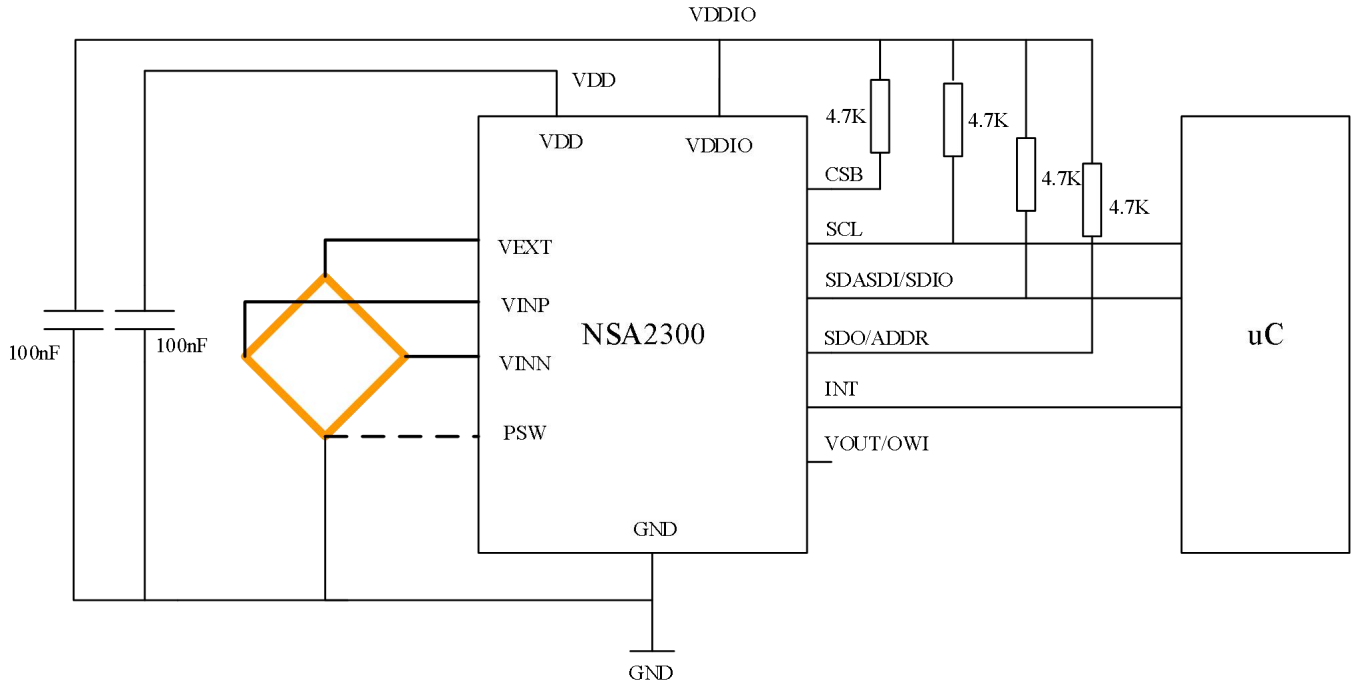 VDDIO
VDD
VDD
VDDIO
4.7K
4.7K
4.7K
4.7K
CSB
SCL
VEXT
SDASDI/SDIO
VINP
NSA2300
uC
100nF
100nF
VINN
SDO/ADDR
INT
PSW
VOUT/OWI
GND
GND